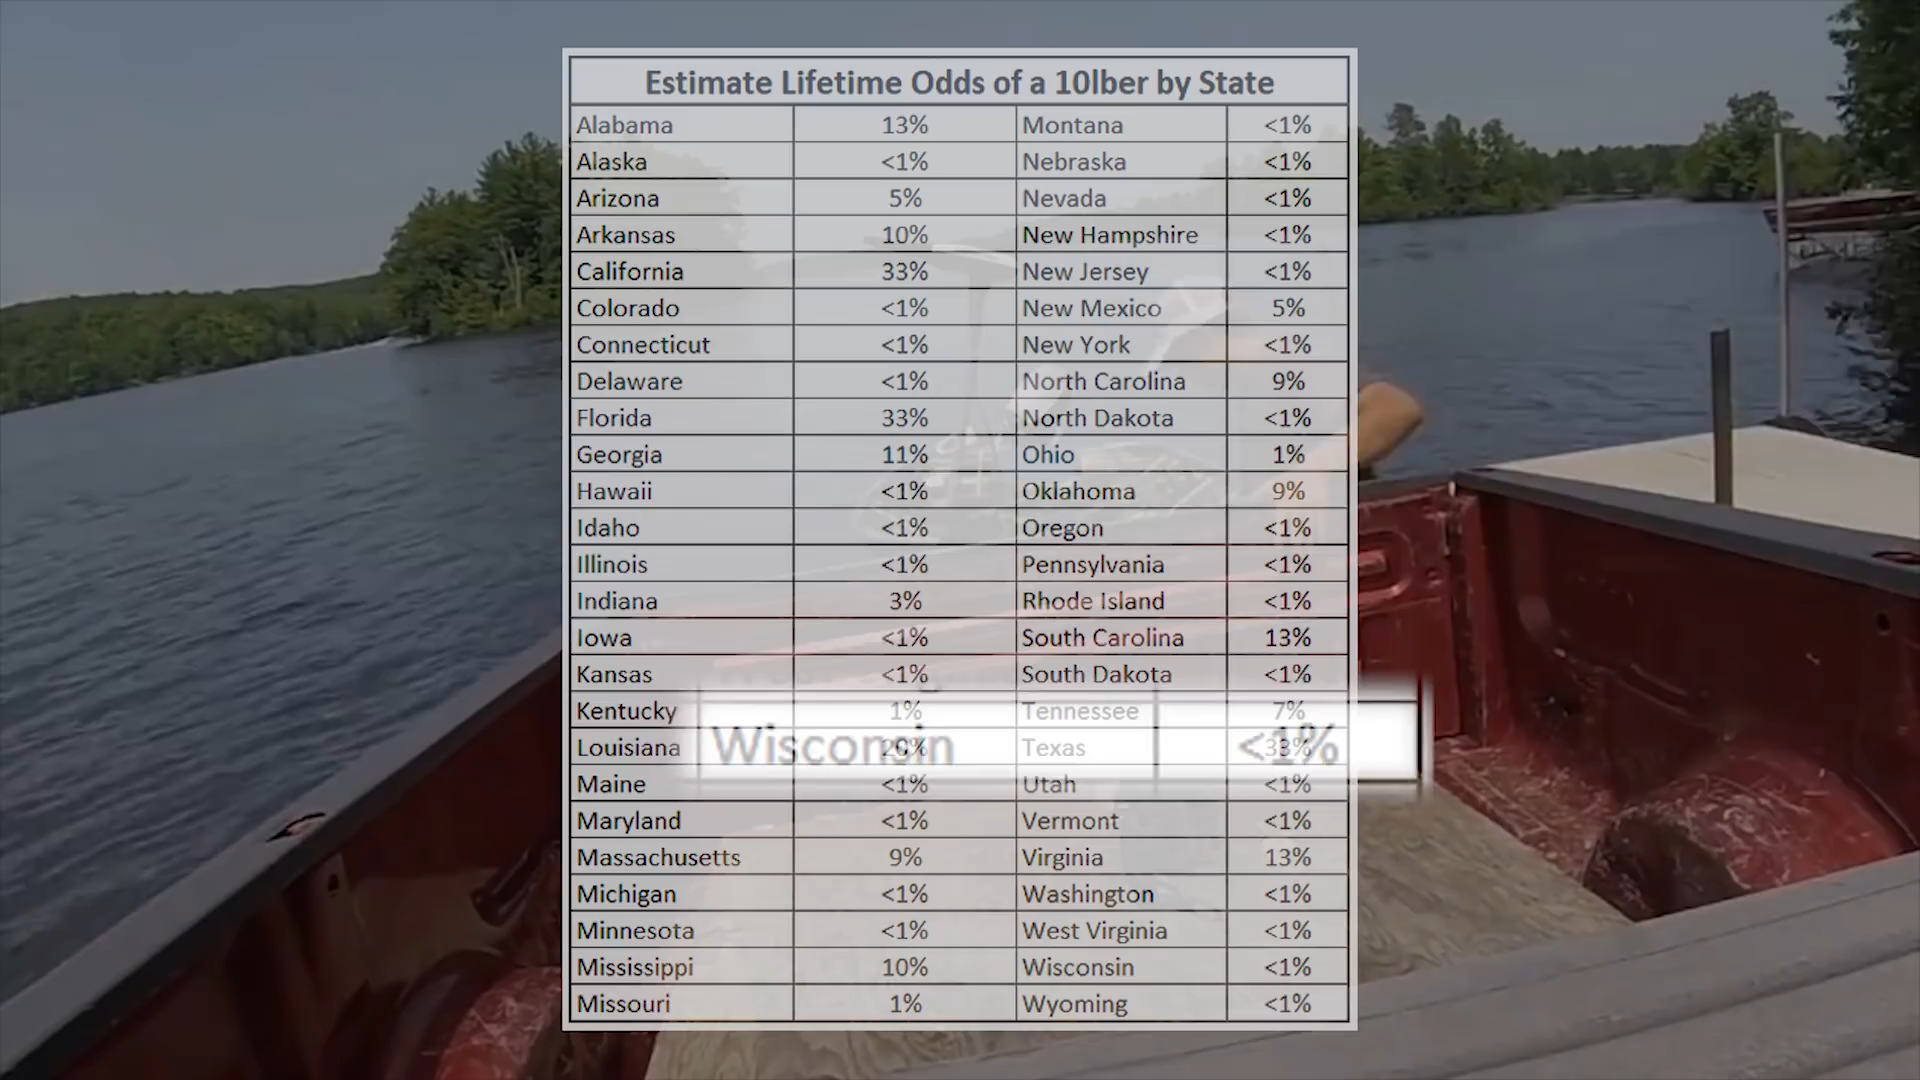 Estimate Lifetime Odds of a 10lber by State
Alabama 13% Montana <1%
Alaska <1% Nebraska <1%
Arizona 5% Nevada <1%
Arkansas 10% New Hampshire <1%
California 33% New Jersey <1%
Colorado <1% New Mexico 5%
Connecticut <1% New York <1%
Delaware <1% North Carolina 9%
Florida 33% North Dakota <1%
Georgia 11% Ohio 1%
Hawaii <1% Oklahoma 9%
Idaho <1% Oregon <1%
Illinois <1% Pennsylvania <1%
Indiana 3% Rhode Island <1%
Iowa <1% South Carolina 13%
Kansas <1% South Dakota <1%
Kentucky 1% Tennessee 7%
Louisiana 20% Texas 33%
Wisconsin <1%
Maine <1% Utah <1%
Maryland <1% Vermont <1%
Massachusetts 9% Virginia 13%
Michigan <1% Washington <1%
Minnesota <1% West Virginia <1%
Mississippi 10% Wisconsin <1%
Missouri 1% Wyoming <1%